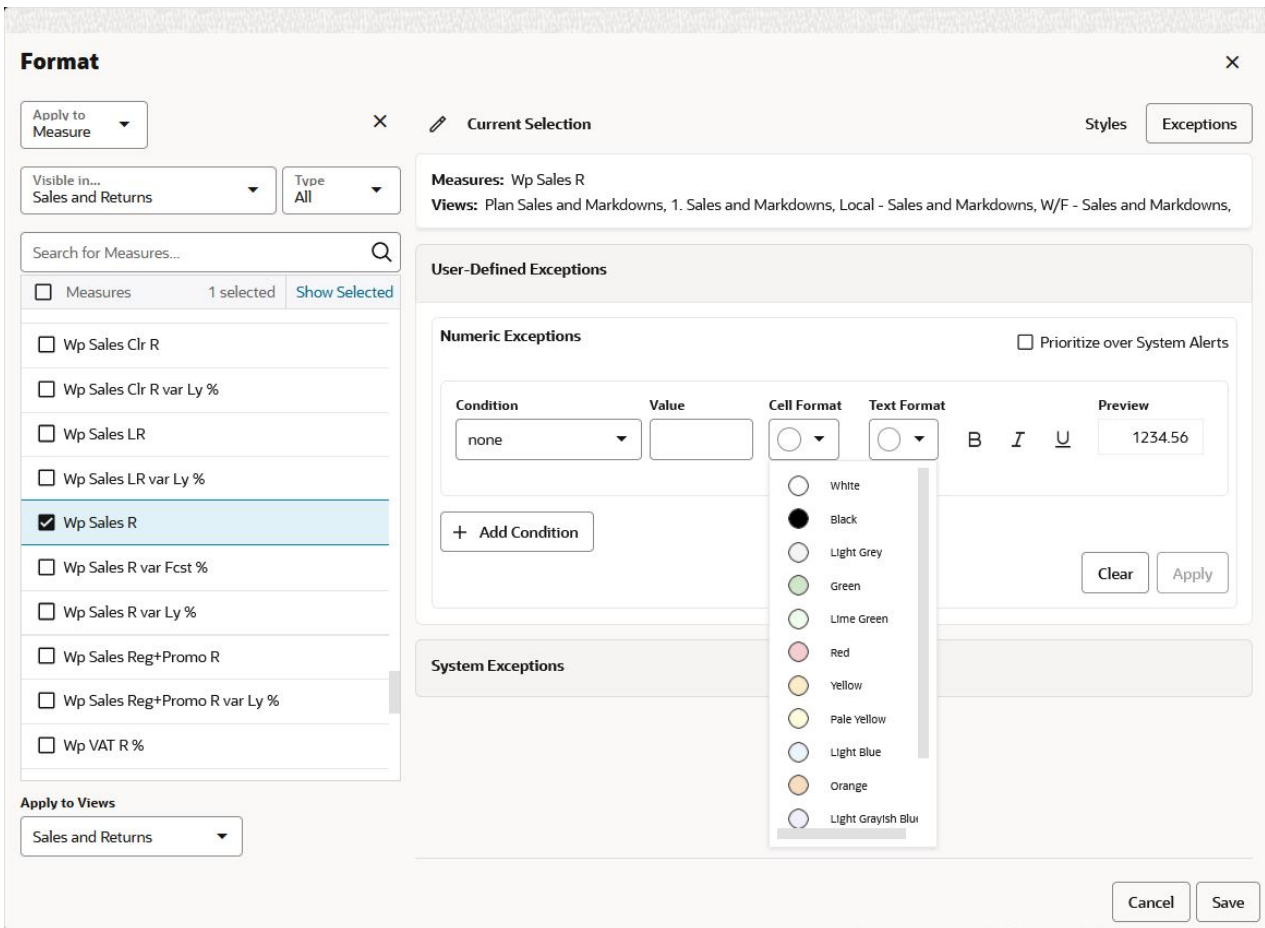 Format
Apply to
Measure
Visible in...
Sales and Returns
Type
All
Search for Measures...
Measures 1 selected Show Selected
Wp Sales Clr R
Wp Sales Clr R var Ly %
Wp Sales LR
Wp Sales LR var Ly %
Wp Sales R
Wp Sales R var Fcst %
Wp Sales R var Ly %
Wp Sales Reg+Promo R
Wp Sales Reg+Promo R var Ly %
Wp VAT R %
Apply to Views
Sales and Returns
Current Selection
Styles Exceptions
Measures: Wp Sales R
Views: Plan Sales and Markdowns, 1. Sales and Markdowns, Local - Sales and Markdowns, W/F - Sales and Markdowns,
User-Defined Exceptions
Numeric Exceptions
Prioritize over System Alerts
Condition Value Cell Format Text Format Preview
none B I U 1234.56
White
Black
Light Grey
Green
Lime Green
Red
Yellow
Pale Yellow
Light Blue
Orange
Light Grayish Blu
+ Add Condition
Clear Apply
System Exceptions
Cancel Save